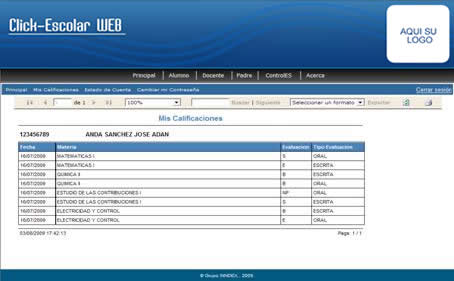 Click-Escolar WEB
AQUI SU
LOGO
Principal Alumno Docente Padre ControlES Acerca
Principal Mis Calificaciones Estado de Cuenta Cambiar mi Contraseña Cerrar sesión
de 1 100% Buscar | Siguiente Seleccionar un formato Exportar
Mis Calificaciones
123456789 ANDA SANCHEZ JOSE ADAN
Fecha Materia Evaluacion Tipo Evaluacion
16/07/2009 MATEMATICAS I S ORAL
16/07/2009 MATEMATICAS I E ESCRITA
16/07/2009 QUIMICA II B ESCRITA
16/07/2009 QUIMICA II B ORAL
16/07/2009 ESTUDIO DE LAS CONTRIBUCIONES I NP ORAL
16/07/2009 ESTUDIO DE LAS CONTRIBUCIONES I S ESCRITA
16/07/2009 ELECTRICIDAD Y CONTROL B ESCRITA
16/07/2009 ELECTRICIDAD Y CONTROL E ORAL
03/08/2009 17:42:13 Page: 1 / 1
© Grupo 2009